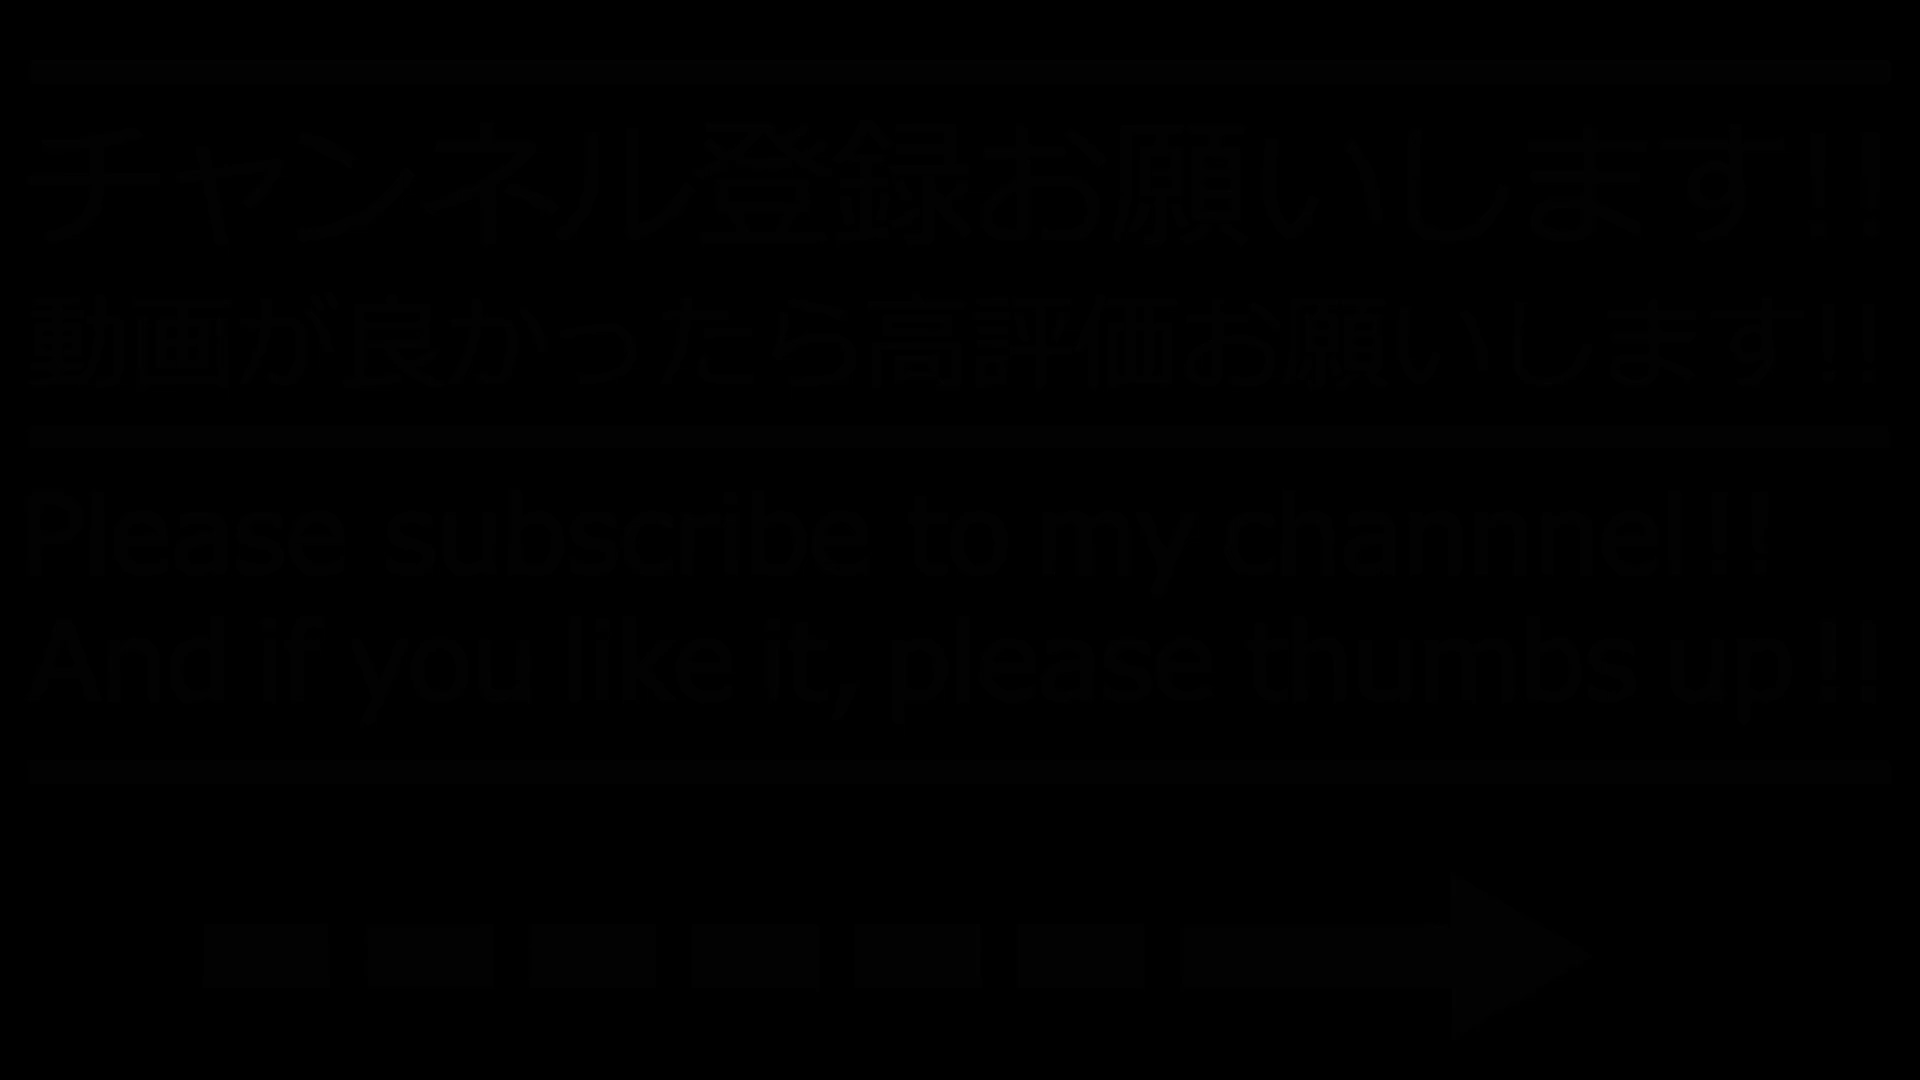 チャンネル登録お願いします!!
動画が良かったら高評価お願いします!!
Please subscribe to my channnel!!
And if you like it, please thumbs up!!